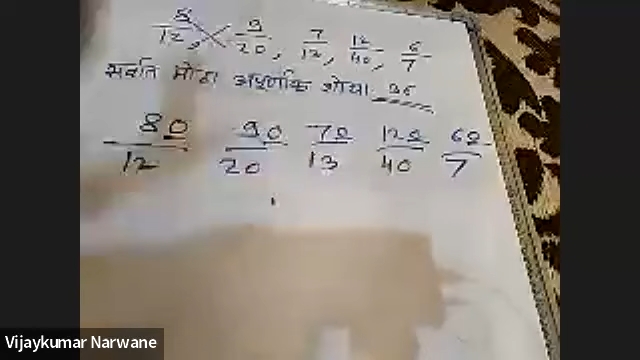 8/12, 9/20, 7/12, 12/40, 6/7
सर्वात मोठा अपूर्णांक शोधा
80/12 90/20 70/13 120/40 60/7
Vijaykumar Narwane